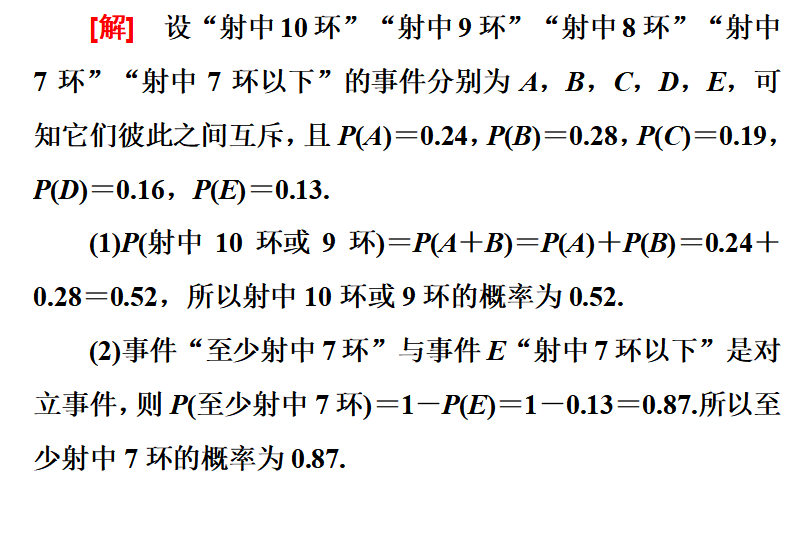 [解] 设“射中10环”“射中9环”“射中8环”“射中
7环”“射中7环以下”的事件分别为A，B，C，D，E，可
知它们彼此之间互斥，且P(A)＝0.24，P(B)＝0.28，P(C)＝0.19，
P(D)＝0.16，P(E)＝0.13.
(1)P(射中10环或9环)＝P(A＋B)＝P(A)＋P(B)＝0.24＋
0.28＝0.52，所以射中10环或9环的概率为0.52.
(2)事件“至少射中7环”与事件E“射中7环以下”是对
立事件，则P(至少射中7环)＝1－P(E)＝1－0.13＝0.87.所以至
少射中7环的概率为0.87.